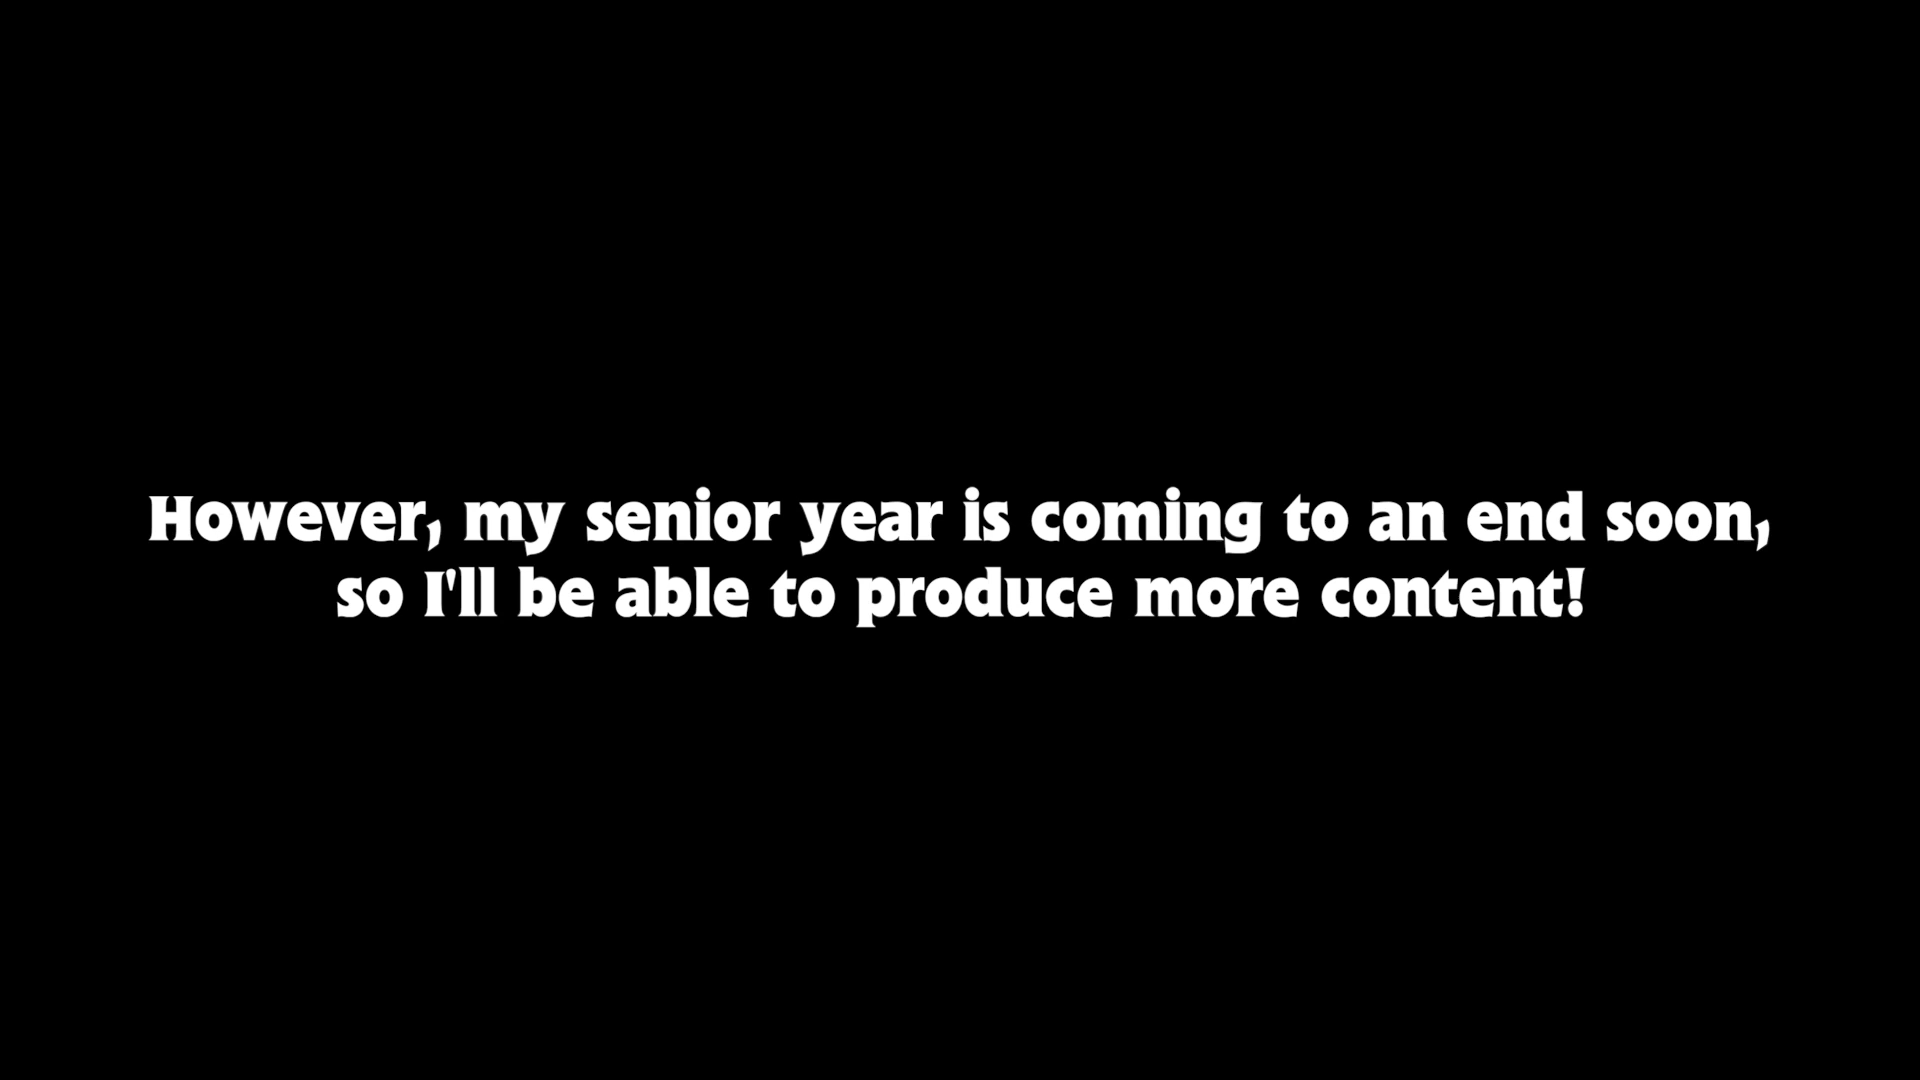 However, my senior year is coming to an end soon,
so I'll be able to produce more content!